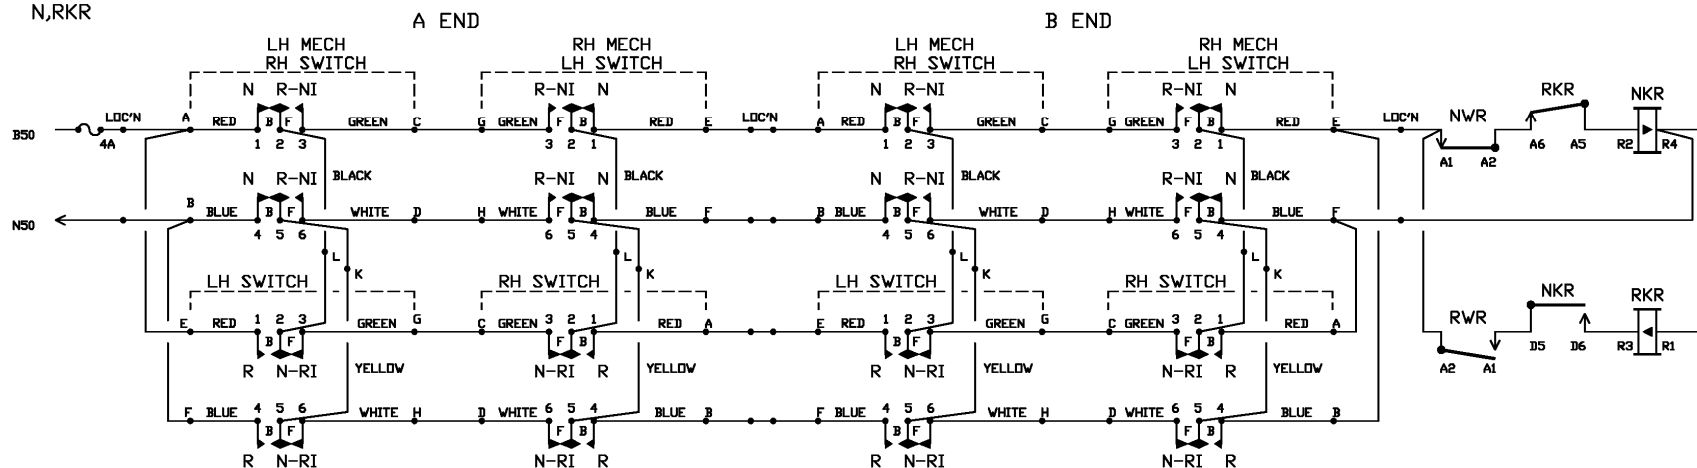 N,RKR
A END
B END
LH MECH RH MECH LH MECH RH MECH
RH SWITCH LH SWITCH RH SWITCH LH SWITCH
N R-NI R-NI N N R-NI R-NI N RKR NKR
LOC'N A RED B F GREEN C G GREEN F B RED E LOC'N A RED B F GREEN C G GREEN F B RED E LOC'N NWR
B50 4A 1 2 3 3 2 1 1 2 3 3 2 1 A1 A2 A6 A5 R2 R4
N R-NI BLACK R-NI N BLACK N R-NI BLACK R-NI N BLACK
N50 B BLUE B F WHITE D H WHITE F B BLUE F B BLUE B F WHITE D H WHITE F B BLUE F
4 5 6 6 5 4 4 5 6 6 5 4
L L L L
K K K K
LH SWITCH RH SWITCH LH SWITCH RH SWITCH NKR RKR
E RED 1 2 3 GREEN G C GREEN 3 2 1 RED A E RED 1 2 3 GREEN G C GREEN 3 2 1 RED A RWR
B F F B B F F B A2 A1 D5 D6 R3 R1
R N-RI YELLOW N-RI R YELLOW R N-RI YELLOW N-RI R YELLOW
F BLUE 4 5 6 WHITE H D WHITE 6 5 4 BLUE B F BLUE 4 5 6 WHITE H D WHITE 6 5 4 BLUE B
B F F B B F F B
R N-RI N-RI R R N-RI N-RI R